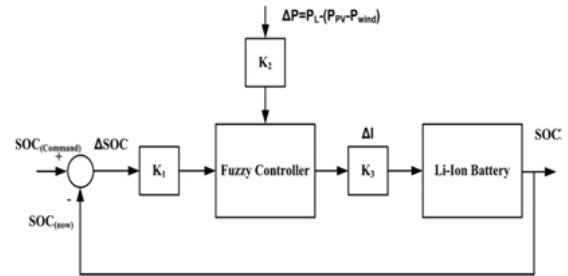 ΔP=P_L-(P_PV-P_wind)
K₂
SOC(Command)
+
ΔSOC
K₁
Fuzzy Controller
ΔI
K₃
Li-Ion Battery
SOC
-
SOC(now)